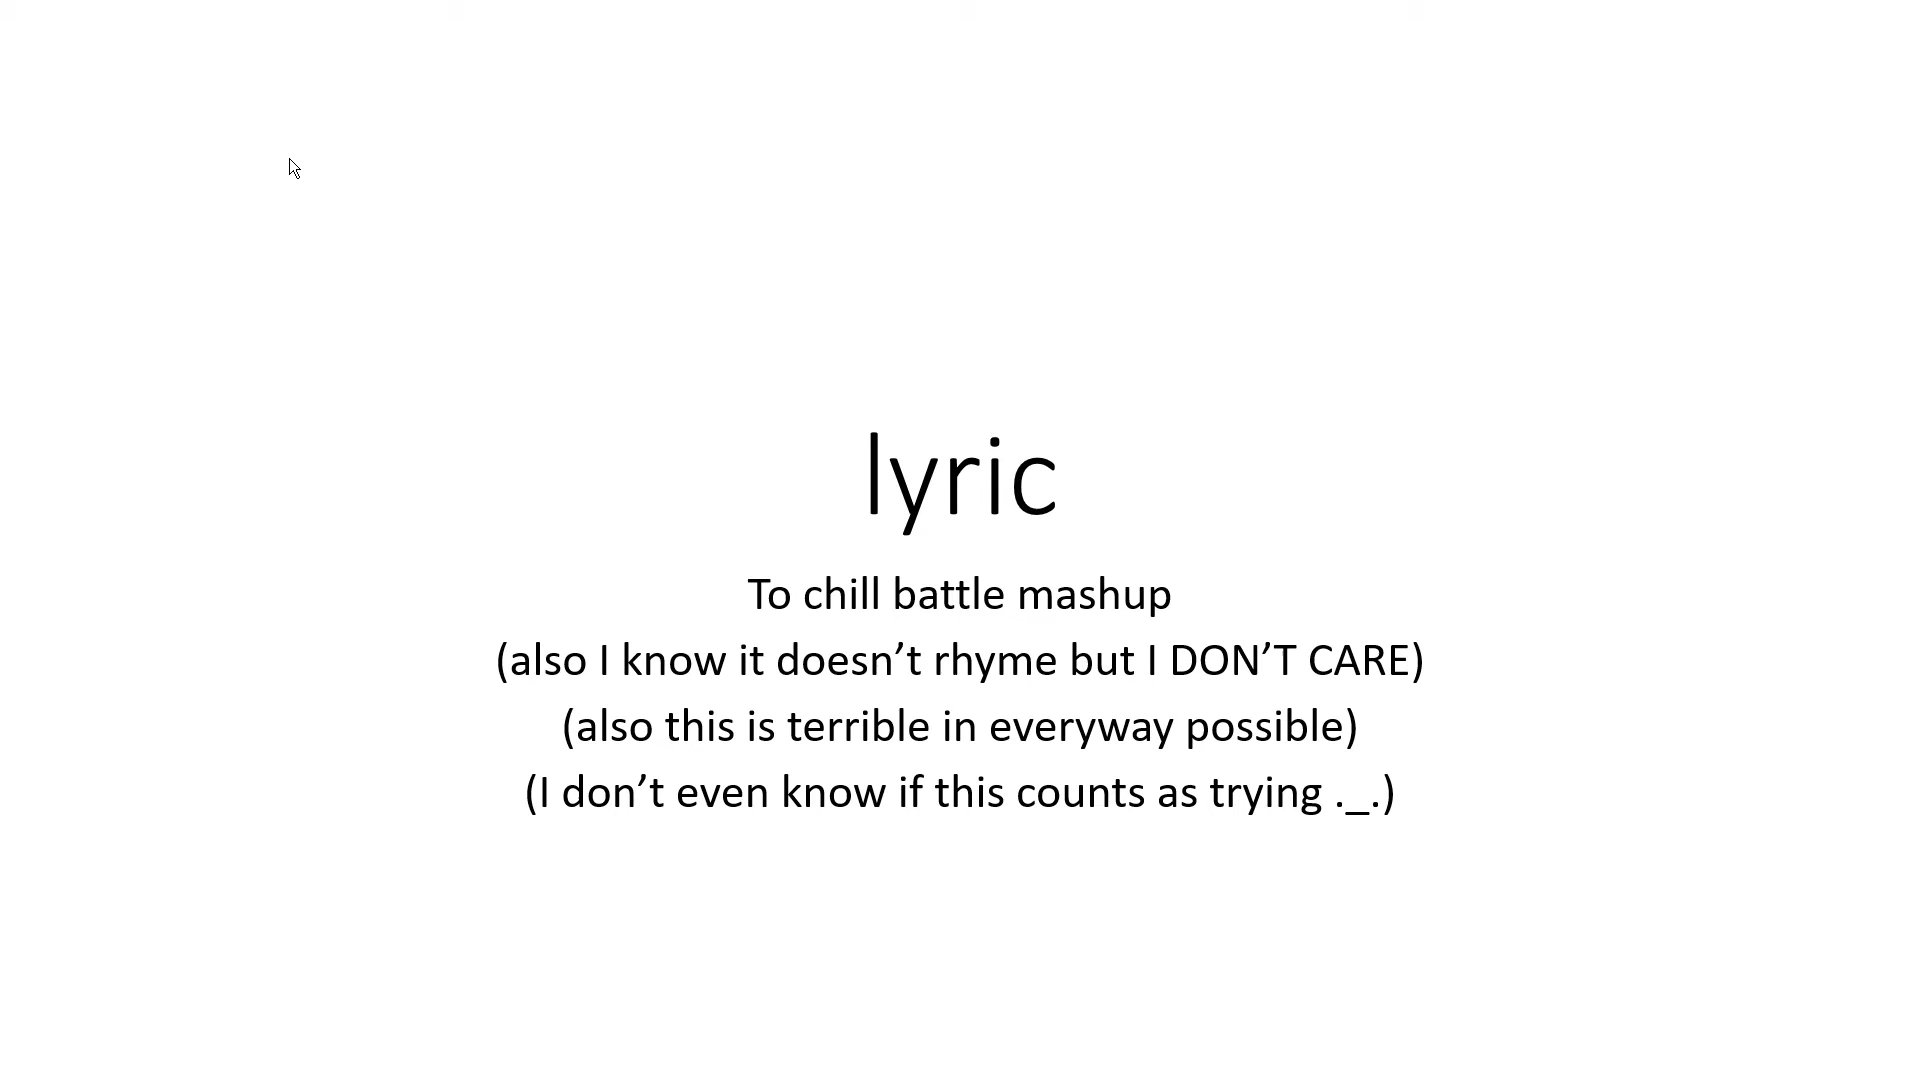 lyric
To chill battle mashup
(also I know it doesn’t rhyme but I DON’T CARE)
(also this is terrible in everyway possible)
(I don’t even know if this counts as trying ._.)